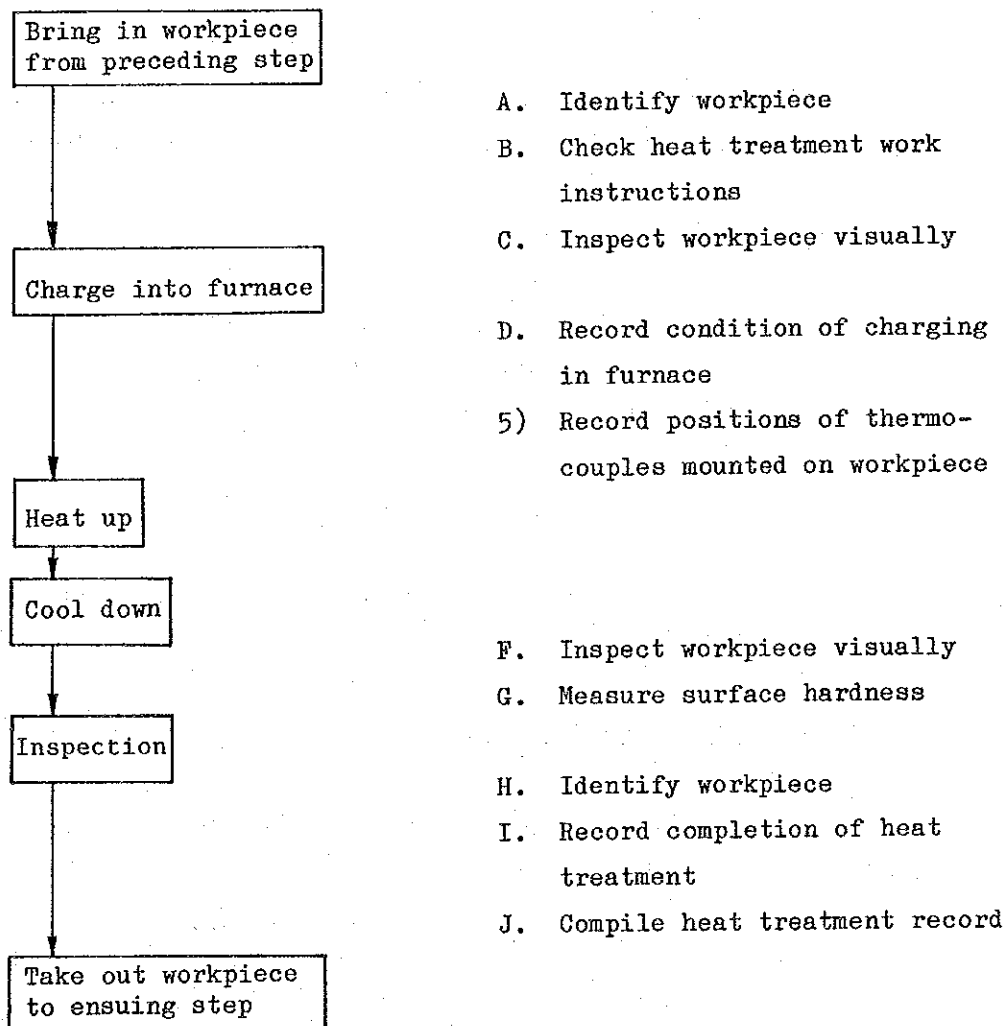 Bring in workpiece
from preceding step
A. Identify workpiece
B. Check heat treatment work
instructions
C. Inspect workpiece visually
Charge into furnace
D. Record condition of charging
in furnace
5) Record positions of thermo-
couples mounted on workpiece
Heat up
Cool down
F. Inspect workpiece visually
G. Measure surface hardness
Inspection
H. Identify workpiece
I. Record completion of heat
treatment
J. Compile heat treatment record
Take out workpiece
to ensuing step